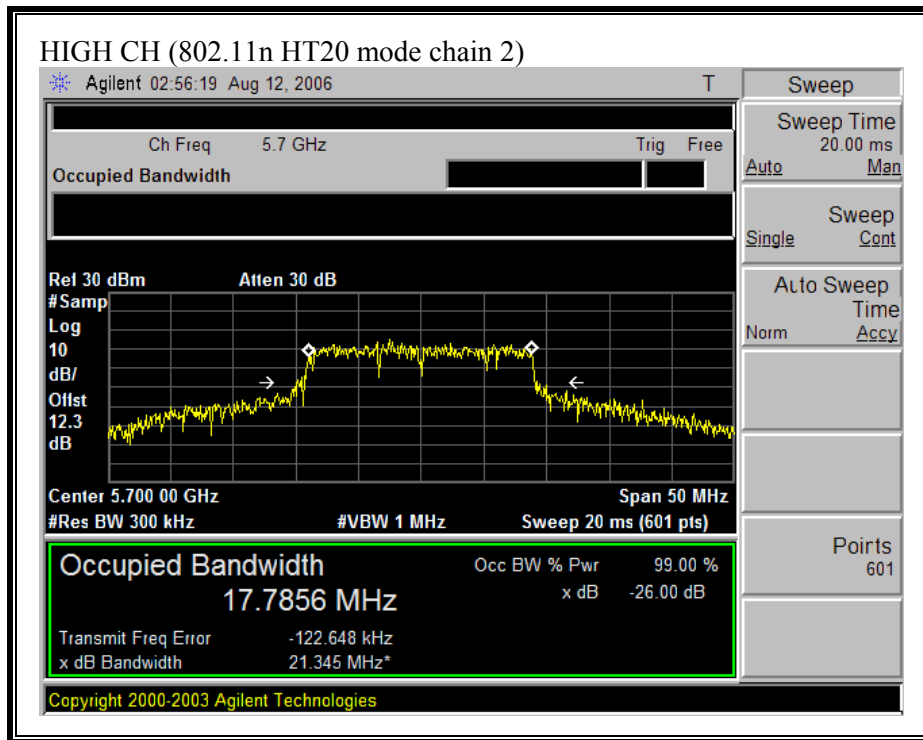 HIGH CH (802.11n HT20 mode chain 2)
Agilent 02:56:19 Aug 12, 2006 T
Sweep
Ch Freq 5.7 GHz Trig Free
Occupied Bandwidth
Sweep Time
20.00 ms
Auto Man
Sweep
Single Cont
Auto Sweep
Time
Norm Accy
Points
601
Ref 30 dBm Atten 30 dB
#Samp
Log
10
dB/
Offst
12.3
dB
Center 5.700 00 GHz Span 50 MHz
#Res BW 300 kHz #VBW 1 MHz Sweep 20 ms (601 pts)
Occupied Bandwidth Occ BW % Pwr 99.00 %
17.7856 MHz x dB -26.00 dB
Transmit Freq Error -122.648 kHz
x dB Bandwidth 21.345 MHz*
Copyright 2000-2003 Agilent Technologies